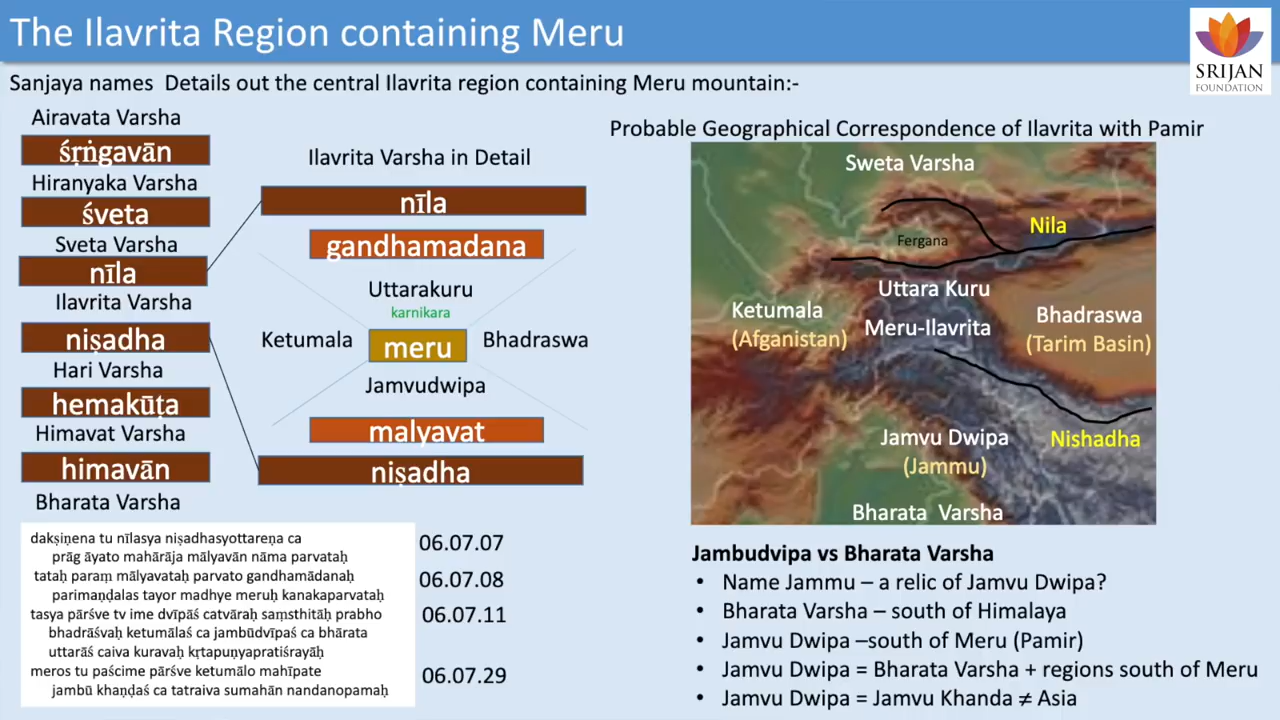 The Ilavrita Region containing Meru
SRIJAN
FOUNDATION
Sanjaya names Details out the central Ilavrita region containing Meru mountain:-
Airavata Varsha
śṛṅgavān
Hiranyaka Varsha
śveta
Sveta Varsha
nīla
Ilavrita Varsha
niṣadha
Hari Varsha
hemakūṭa
Himavat Varsha
himavān
Bharata Varsha
Ilavrita Varsha in Detail
nīla
gandhamadana
Uttarakuru
karnikara
Ketumala
meru
Bhadraswa
Jamvudwipa
malyavat
niṣadha
Probable Geographical Correspondence of Ilavrita with Pamir
Sweta Varsha
Nila
Fergana
Uttara Kuru
Ketumala
(Afganistan)
Meru-Ilavrita
Bhadraswa
(Tarim Basin)
Jamvu Dwipa
(Jammu)
Nishadha
Bharata Varsha
dakṣiṇena tu nīlasya niṣadhasyottareṇa ca
prāg āyato mahārāja mālyavān nāma parvataḥ
06.07.07
tataḥ paraṃ mālyavataḥ parvato gandhamādanaḥ
parimaṇḍalas tayor madhye meruḥ kanakaparvataḥ
06.07.08
tasya pārśve tv ime dvīpāś catvāraḥ saṃsthitāḥ prabho
bhadrāśvaḥ ketumālaś ca jambūdvīpaś ca bhārata
uttarāś caiva kuravaḥ kṛtapuṇyapratiśrayāḥ
06.07.11
meros tu paścime pārśve ketumālo mahīpate
jambū khaṇḍaś ca tatraiva sumahān nandanopamaḥ
06.07.29
Jambudvipa vs Bharata Varsha
• Name Jammu – a relic of Jamvu Dwipa?
• Bharata Varsha – south of Himalaya
• Jamvu Dwipa –south of Meru (Pamir)
• Jamvu Dwipa = Bharata Varsha + regions south of Meru
• Jamvu Dwipa = Jamvu Khanda ≠ Asia